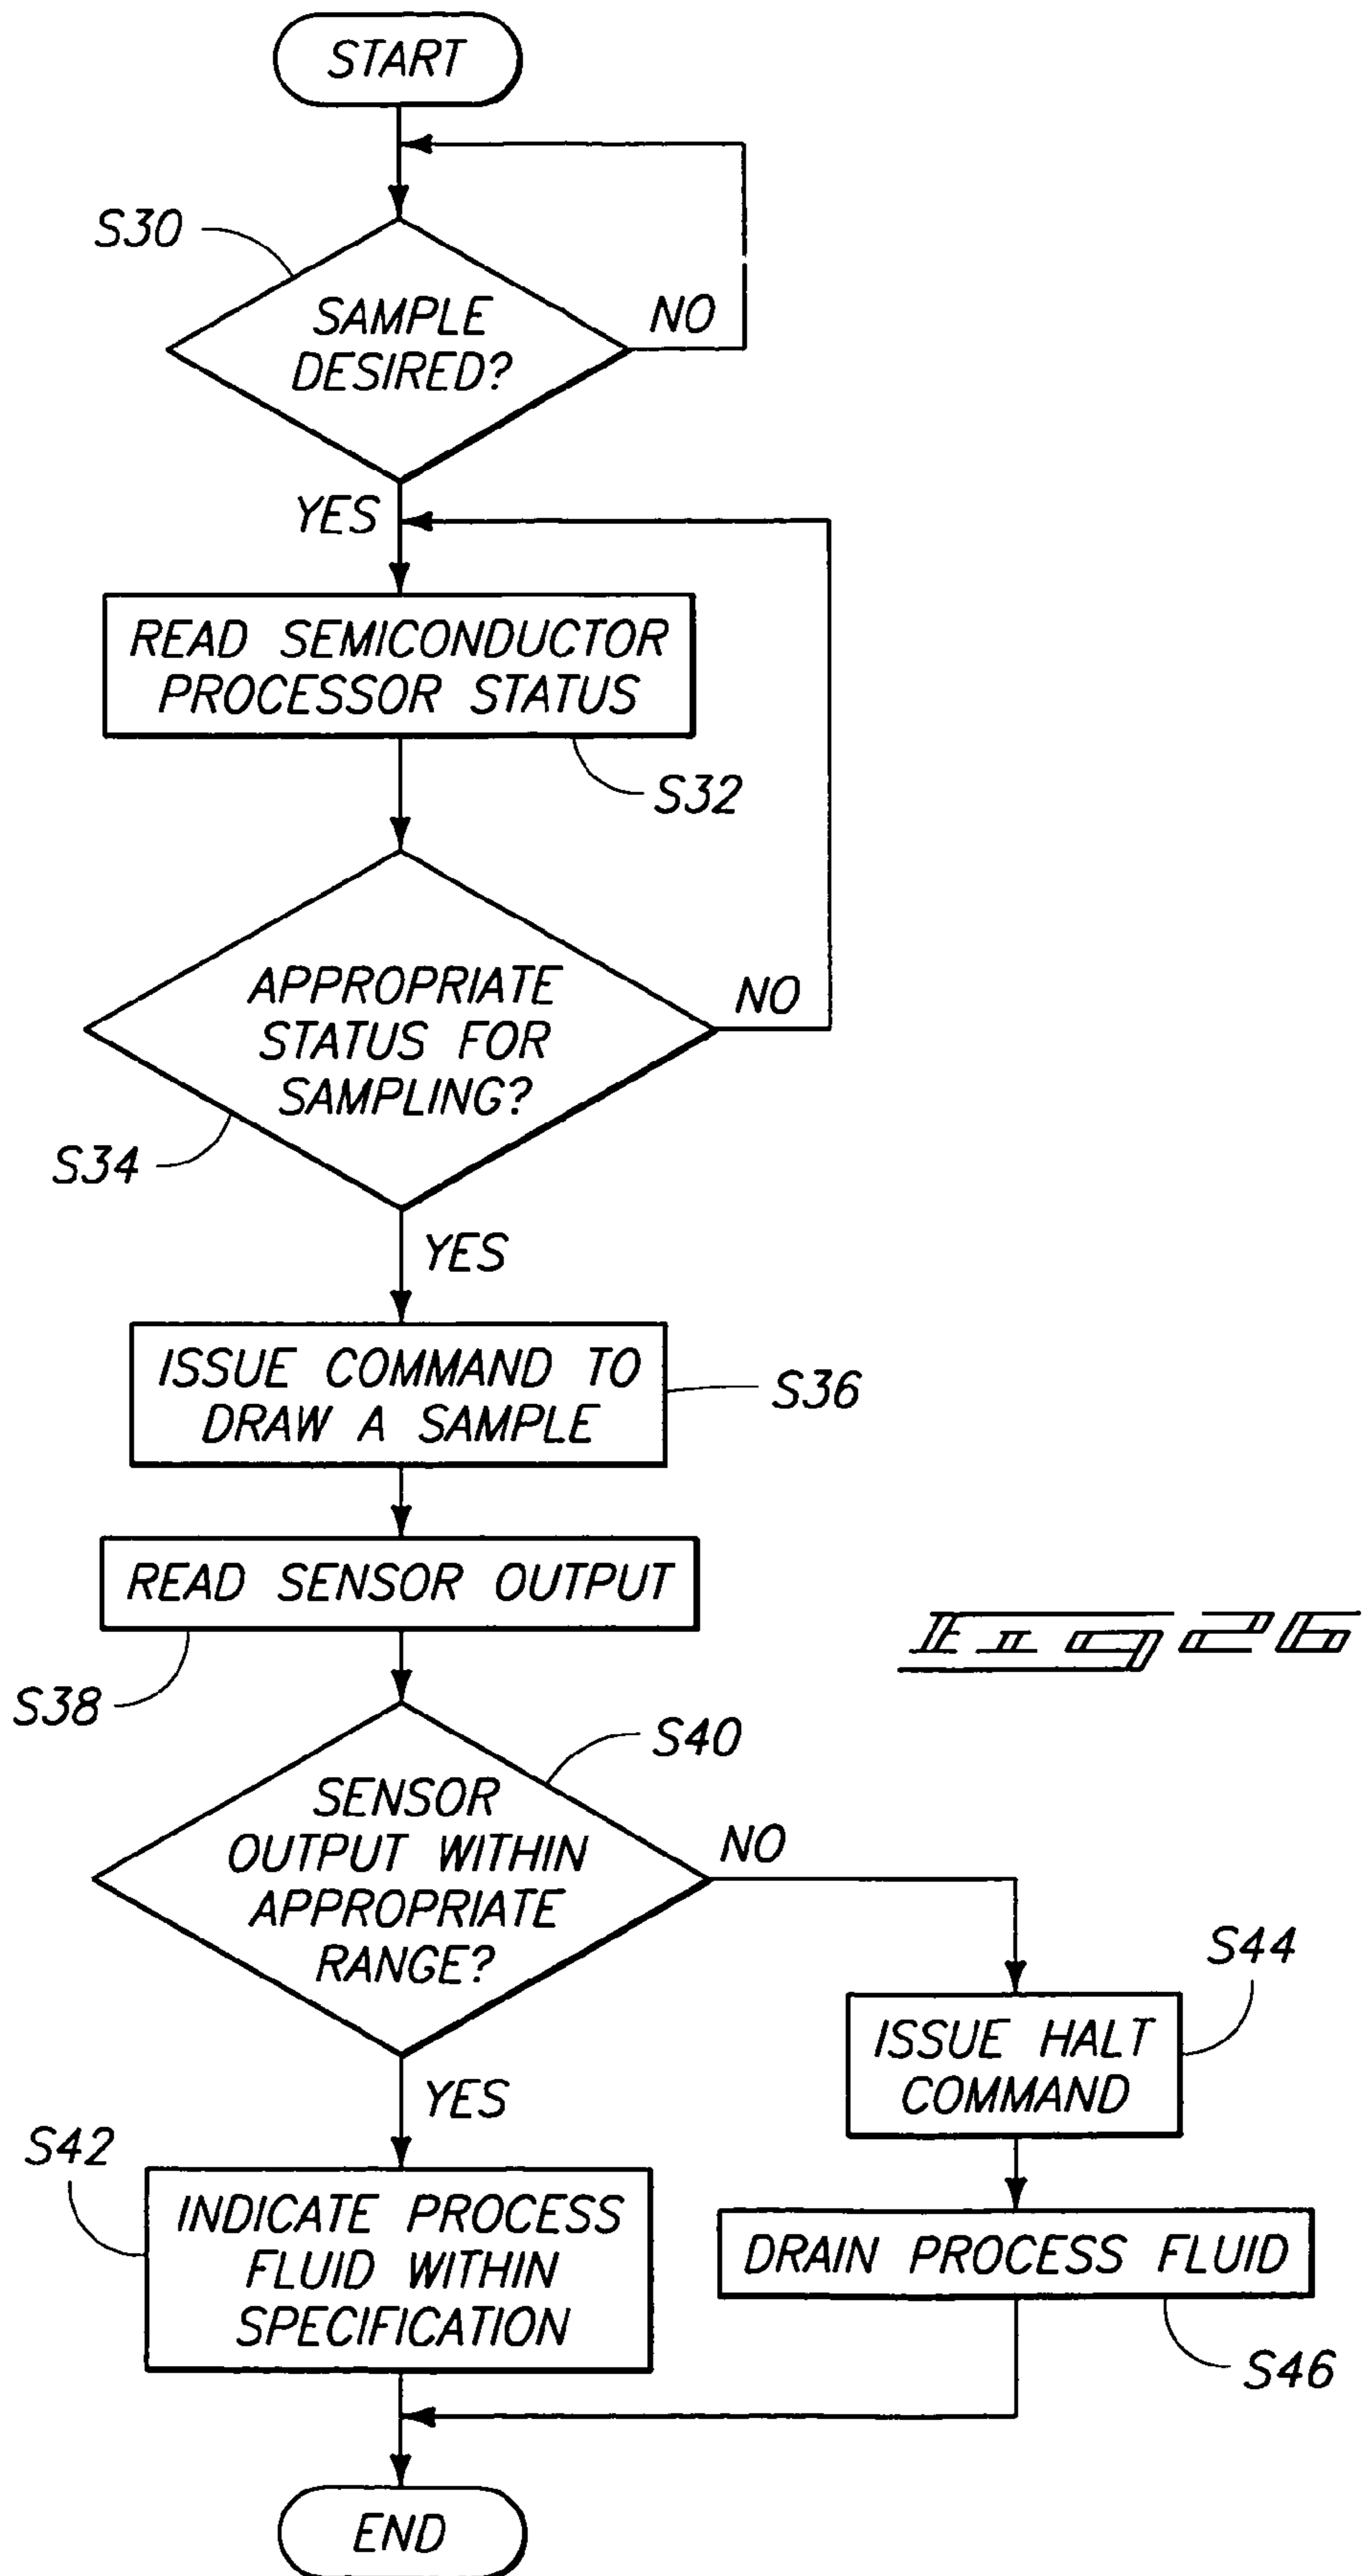 START
S30
SAMPLE
DESIRED?
NO
YES
READ SEMICONDUCTOR
PROCESSOR STATUS
S32
APPROPRIATE
STATUS FOR
SAMPLING?
NO
S34
YES
ISSUE COMMAND TO
DRAW A SAMPLE
S36
READ SENSOR OUTPUT
S38
Fig 26
S40
SENSOR
OUTPUT WITHIN
APPROPRIATE
RANGE?
NO
YES
S44
ISSUE HALT
COMMAND
S42
INDICATE PROCESS
FLUID WITHIN
SPECIFICATION
DRAIN PROCESS FLUID
S46
END